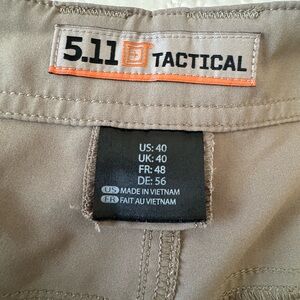 5.11 TACTICAL
US: 40
UK: 40
FR: 48
DE: 56
US MADE IN VIETNAM
FR FAIT AU VIETNAM